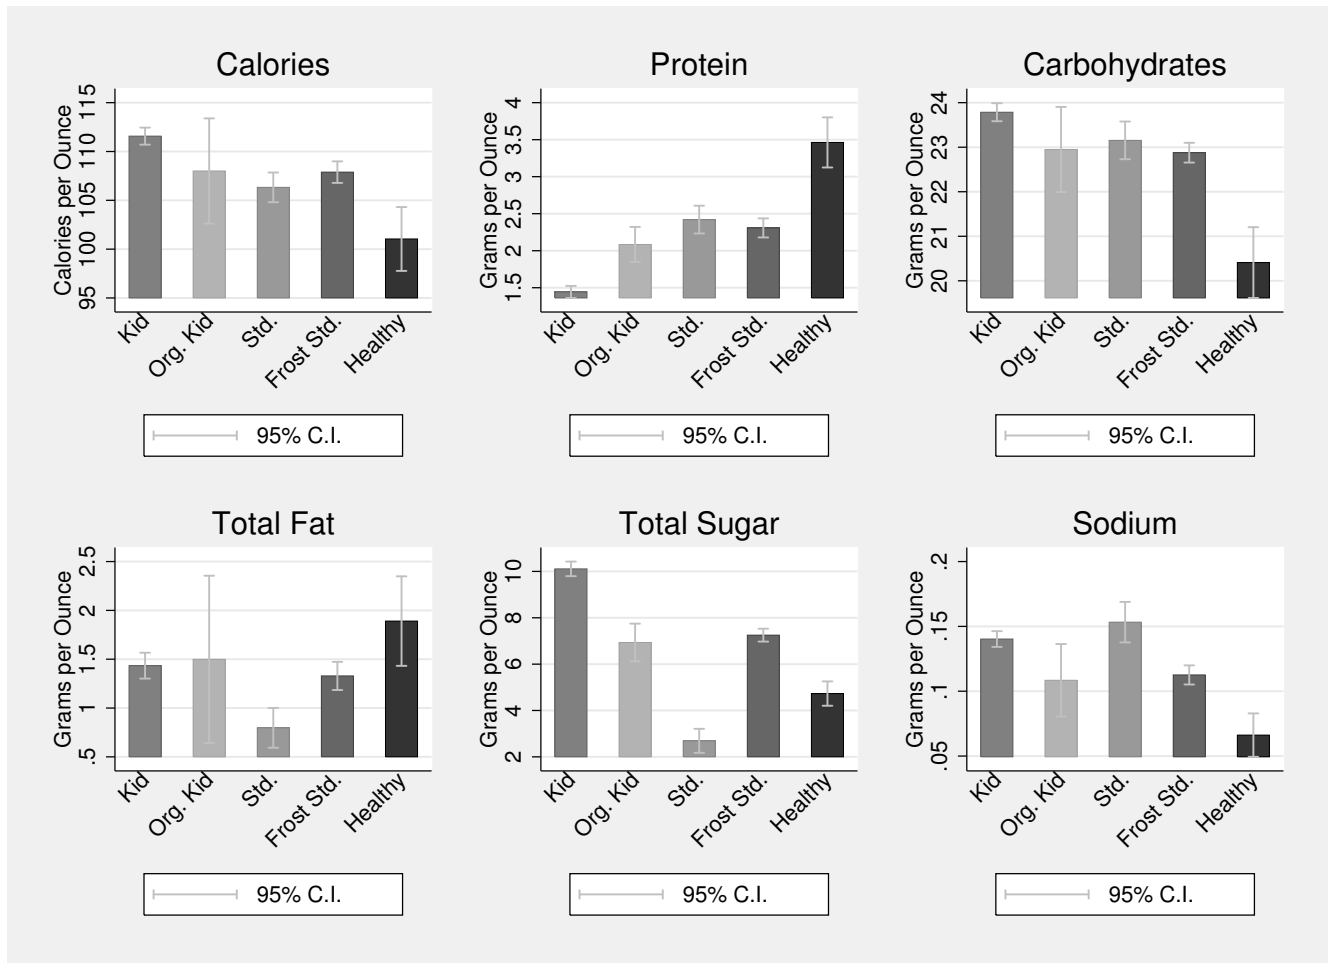 Calories
Calories per Ounce
115
110
105
100
95
Kid
Org. Kid
Std.
Frost Std.
Healthy
95% C.I.
Protein
Grams per Ounce
4
3.5
3
2.5
2
1.5
Kid
Org. Kid
Std.
Frost Std.
Healthy
95% C.I.
Carbohydrates
Grams per Ounce
24
23
22
21
20
Kid
Org. Kid
Std.
Frost Std.
Healthy
95% C.I.
Total Fat
Grams per Ounce
2.5
2
1.5
1
.5
Kid
Org. Kid
Std.
Frost Std.
Healthy
95% C.I.
Total Sugar
Grams per Ounce
10
8
6
4
2
Kid
Org. Kid
Std.
Frost Std.
Healthy
95% C.I.
Sodium
Grams per Ounce
.2
.15
.1
.05
Kid
Org. Kid
Std.
Frost Std.
Healthy
95% C.I.